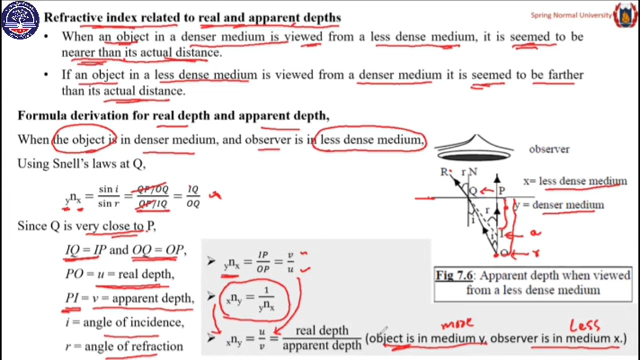 Refractive index related to real and apparent depths
Spring Normal University
• When an object in a denser medium is viewed from a less dense medium, it is seemed to be
nearer than its actual distance.
• If an object in a less dense medium is viewed from a denser medium it is seemed to be farther
than its actual distance.
Formula derivation for real depth and apparent depth,
When the object is in denser medium, and observer is in less dense medium,
Using Snell's laws at Q,
ynx = sin i / sin r = (QP/OQ) / (QP/IQ) = IQ / OQ
Since Q is very close to P,
IQ = IP and OQ = OP,
PO = u = real depth,
PI = v = apparent depth,
i = angle of incidence,
r = angle of refraction
➢ ynx = IP / OP = v / u
➢ xny = 1 / ynx
➢ xny = u / v = real depth / apparent depth (object is in medium y, observer is in medium x.)
more
Less
observer
R r N
Q P
x= less dense medium
y = denser medium
i r
I a
i
O r
Fig 7.6 : Apparent depth when viewed
from a less dense medium